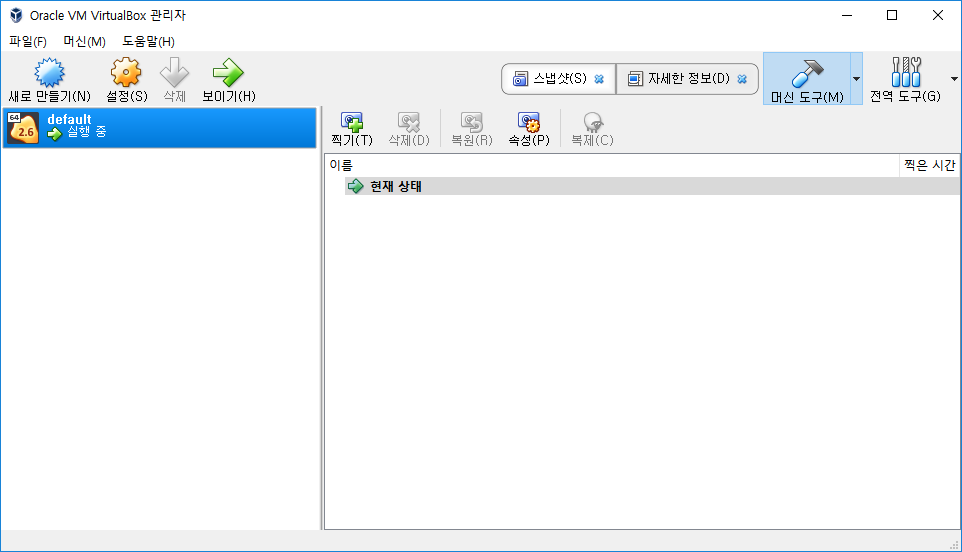 Oracle VM VirtualBox 관리자
파일(F) 머신(M) 도움말(H)
새로 만들기(N) 설정(S) 삭제 보이기(H) 스냅샷(S) 자세한 정보(D) 머신 도구(M) 전역 도구(G)
64
2.6
default
실행 중
찍기(T) 삭제(D) 복원(R) 속성(P) 복제(C)
이름 찍은 시간
현재 상태